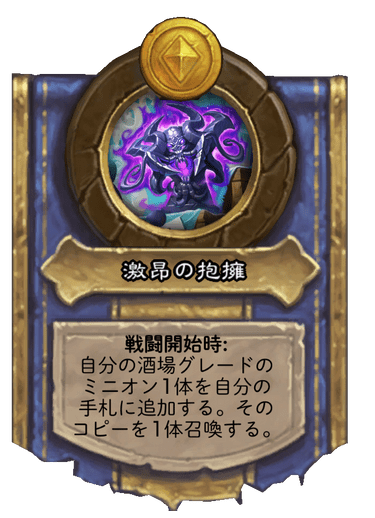 激昂の抱擁
戦闘開始時:
自分の酒場グレードの
ミニオン1体を自分の
手札に追加する。その
コピーを1体召喚する。